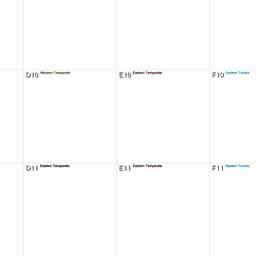 D10 Western Temperate
E10 Eastern Temperate
F10 Eastern Tundra
D11 Eastern Temperate
E11 Eastern Temperate
F11 Eastern Tundra